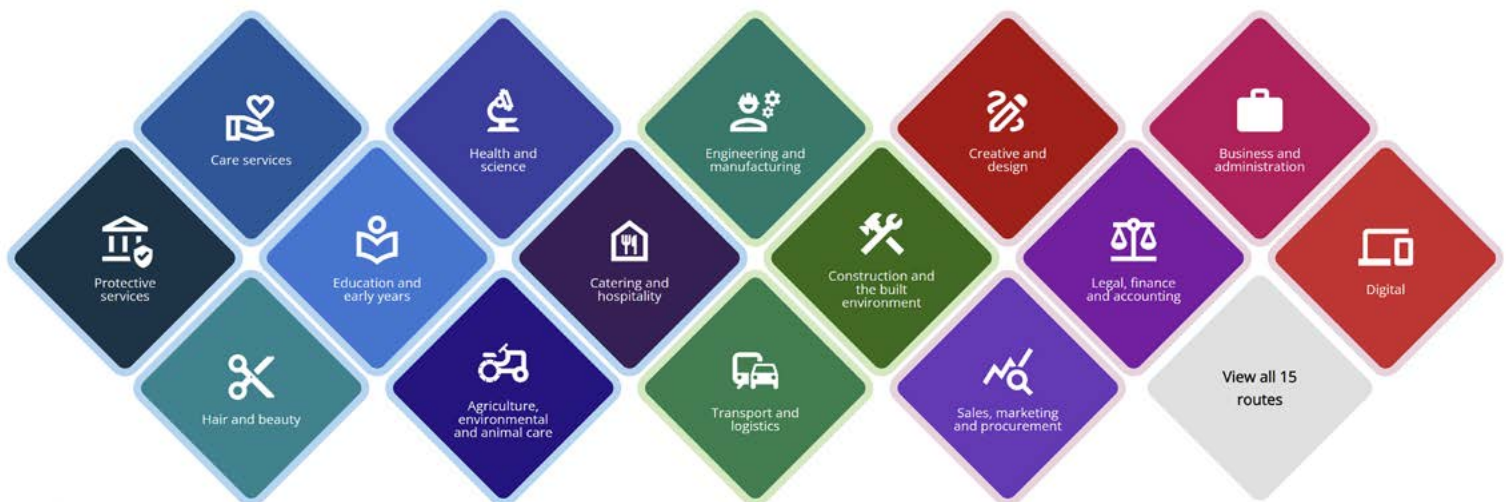 Care services
Health and
science
Engineering and
manufacturing
Creative and
design
Business and
administration
Protective
services
Education and
early years
Catering and
hospitality
Construction and
the built
environment
Legal, finance
and accounting
Digital
Hair and beauty
Agriculture,
environmental
and animal care
Transport and
logistics
Sales, marketing
and procurement
View all 15
routes